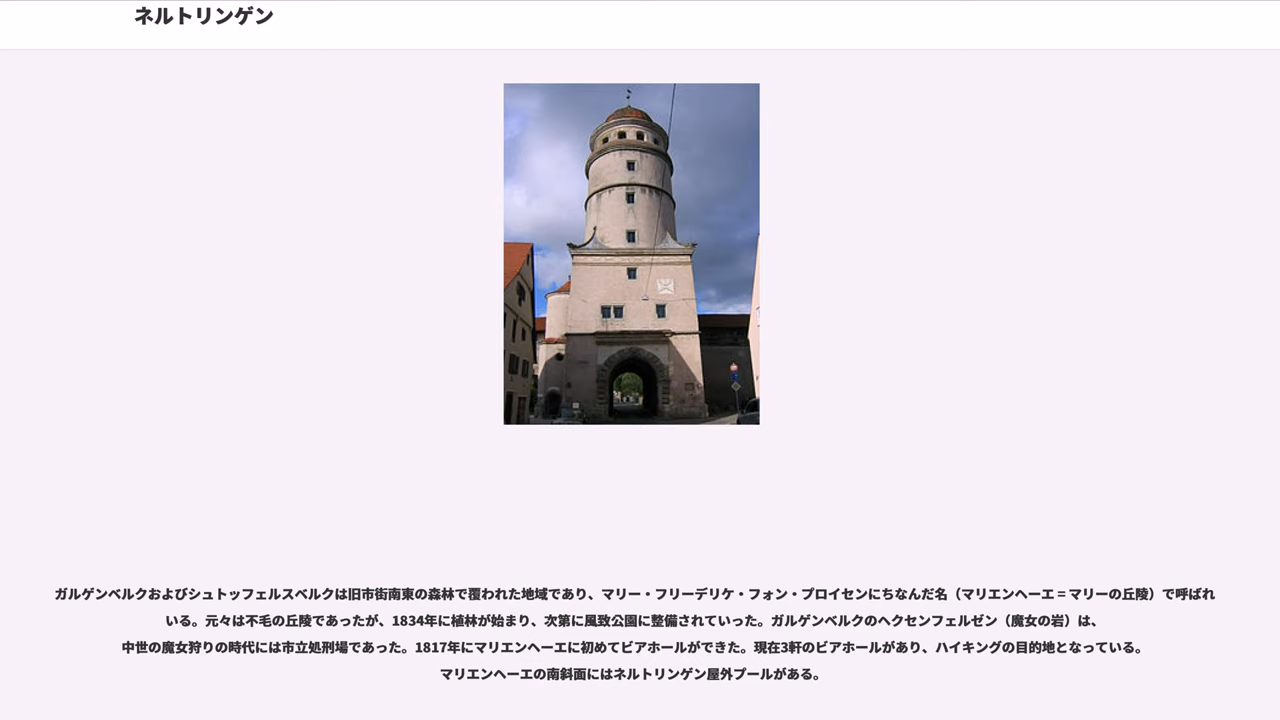 ネルトリンゲン
ガルゲンベルクおよびシュトッフェルスベルクは旧市街南東の森林で覆われた地域であり、マリー・フリーデリケ・フォン・プロイセンにちなんだ名（マリエンヘーエ = マリーの丘陵）で呼ばれ
いる。元々は不毛の丘陵であったが、1834年に植林が始まり、次第に風致公園に整備されていった。ガルゲンベルクのヘクセンフェルゼン（魔女の岩）は、
中世の魔女狩りの時代には市立処刑場であった。1817年にマリエンヘーエに初めてビアホールができた。現在3軒のビアホールがあり、ハイキングの目的地となっている。
マリエンヘーエの南斜面にはネルトリンゲン屋外プールがある。